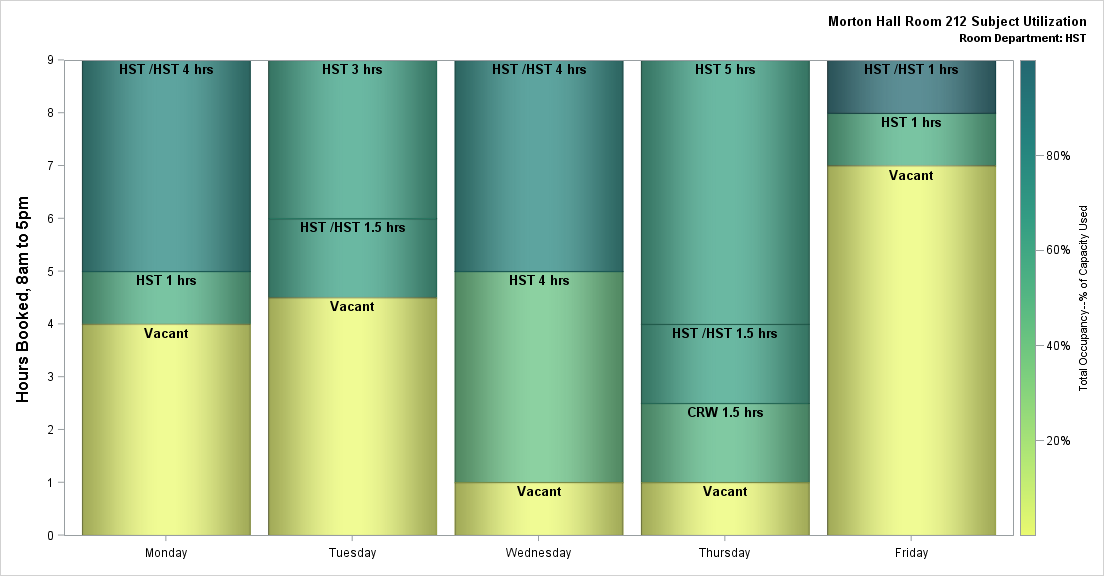 Morton Hall Room 212 Subject Utilization
Room Department: HST
Hours Booked, 8am to 5pm
9
8
7
6
5
4
3
2
1
0
HST /HST 4 hrs
HST 1 hrs
Vacant
HST 3 hrs
HST /HST 1.5 hrs
Vacant
HST /HST 4 hrs
HST 4 hrs
Vacant
HST 5 hrs
HST /HST 1.5 hrs
CRW 1.5 hrs
Vacant
HST /HST 1 hrs
HST 1 hrs
Vacant
Monday
Tuesday
Wednesday
Thursday
Friday
80%
60%
40%
20%
Total Occupancy--% of Capacity Used